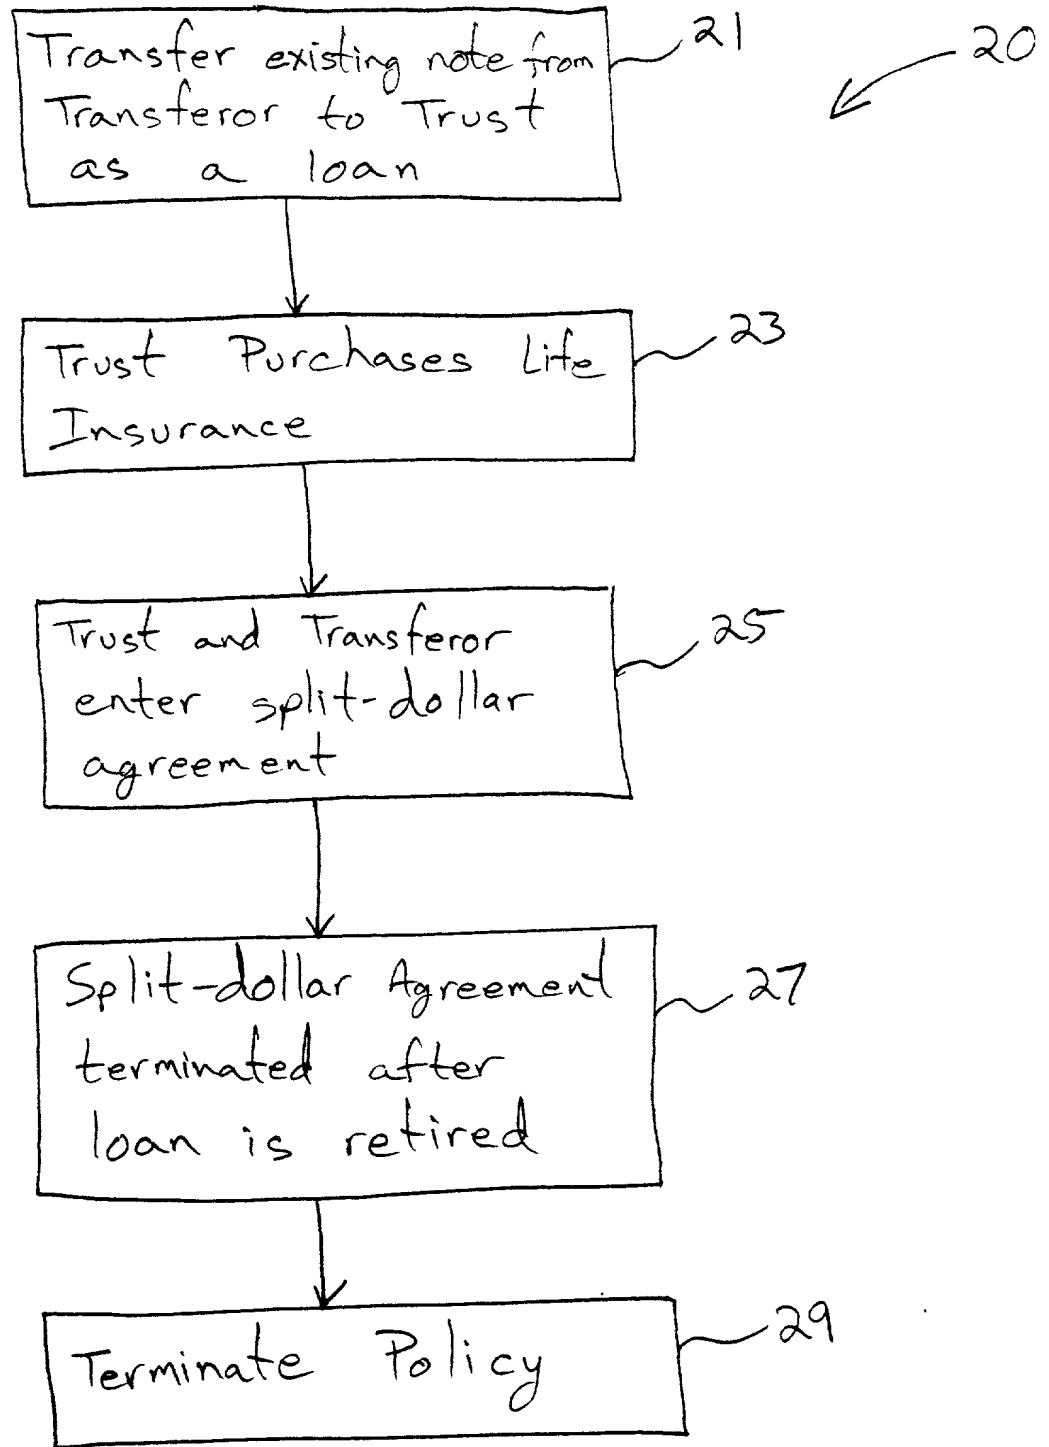 Transfer existing note from
Transferor to Trust
as a loan
21
20
Trust Purchases Life
Insurance
23
Trust and Transferor
enter split-dollar
agreement
25
Split-dollar Agreement
terminated after
loan is retired
27
Terminate Policy
29